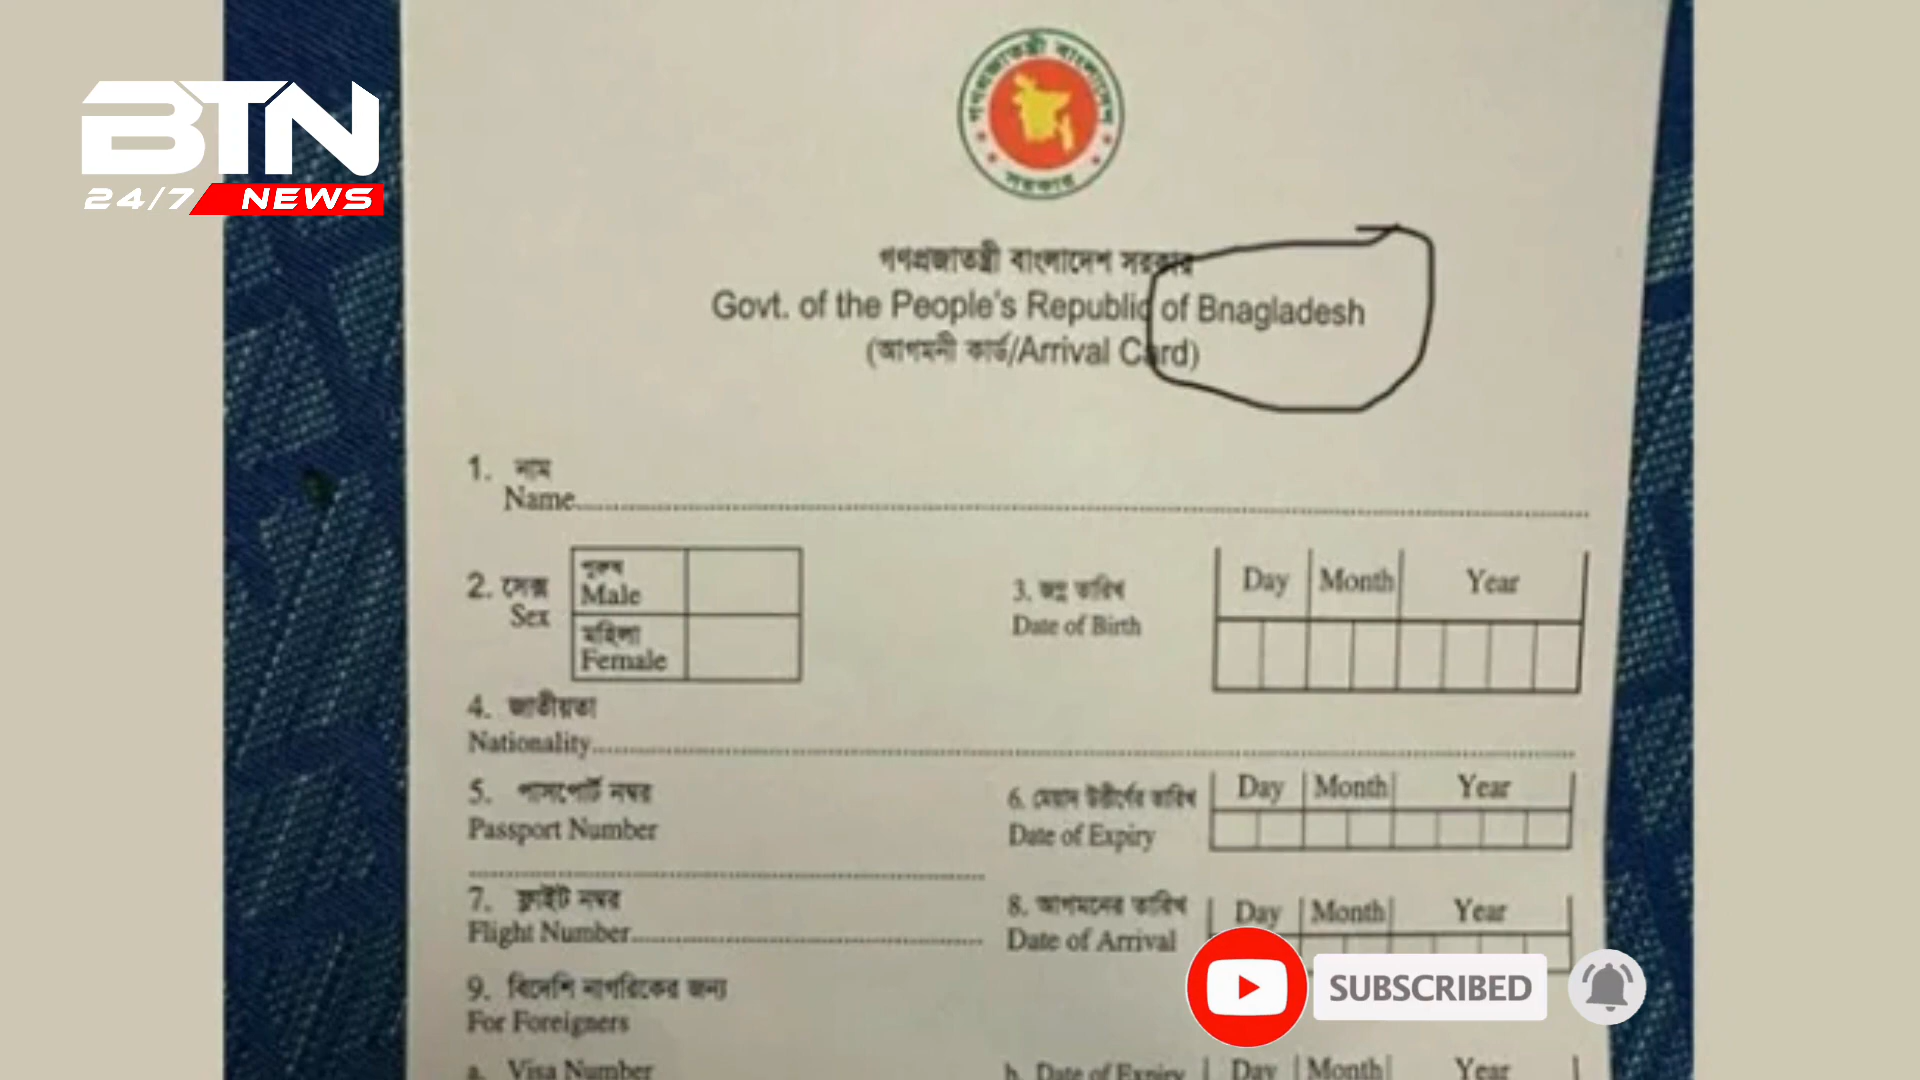 BTN
24/7 NEWS
গণপ্রজাতন্ত্রী বাংলাদেশ
সরকার
গণপ্রজাতন্ত্রী বাংলাদেশ সরকার
Govt. of the People's Republic of Bnagladesh
(আগমনী কার্ড/Arrival Card)
1. নাম
Name
2. সেক্স
Sex
পুরুষ
Male
মহিলা
Female
3. জন্ম তারিখ
Date of Birth
Day Month Year
4. জাতীয়তা
Nationality
5. পাসপোর্ট নম্বর
Passport Number
6. মেয়াদ উত্তীর্ণের তারিখ
Date of Expiry
Day Month Year
7. ফ্লাইট নম্বর
Flight Number
8. আগমনের তারিখ
Date of Arrival
Day Month Year
9. বিদেশি নাগরিকের জন্য
For Foreigners
SUBSCRIBED
a. Visa Number
b. Date of Expiry
Day Month Year